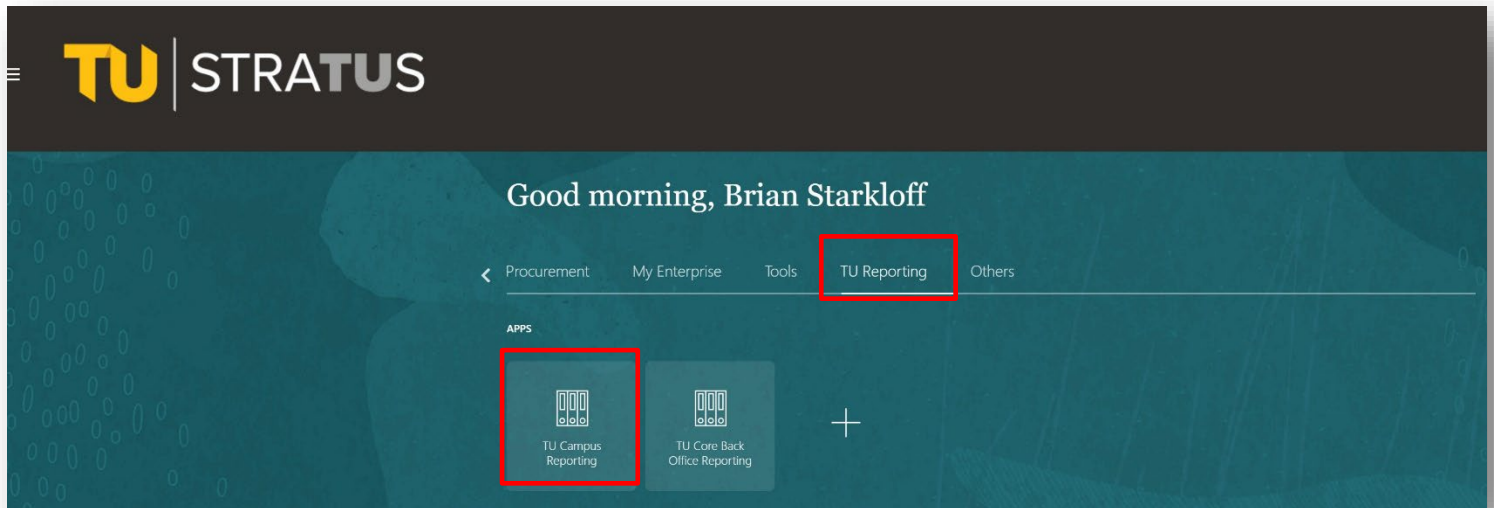 TU STRATUS
Good morning, Brian Starkloff
Procurement My Enterprise Tools TU Reporting Others
APPS
TU Campus
Reporting
TU Core Back
Office Reporting